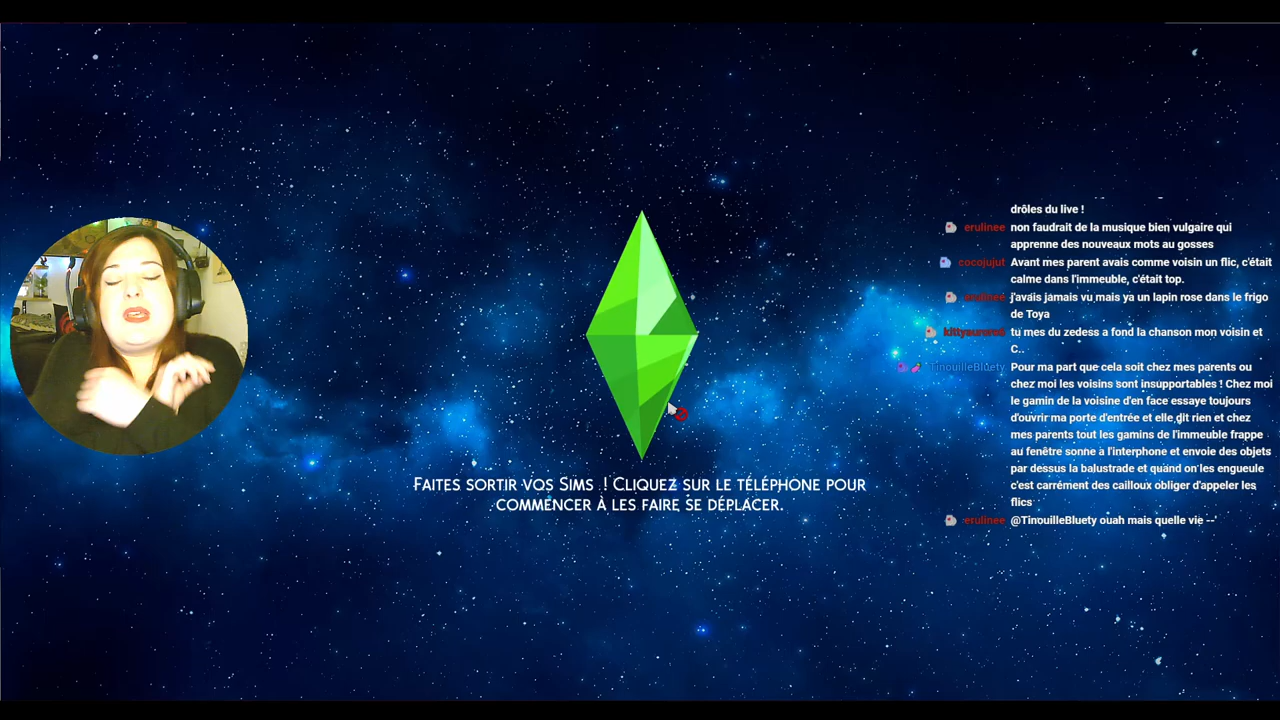 drôles du live !
erulinee non faudrait de la musique bien vulgaire qui
apprenne des nouveaux mots au gosses
cocojujut Avant mes parent avais comme voisin un flic, c'était
calme dans l'immeuble, c'était top.
erulinee j'avais jamais vu mais ya un lapin rose dans le frigo
de Toya
tu mes du zedess a fond la chanson mon voisin et
C..
TinouilleBluety Pour ma part que cela soit chez mes parents ou
chez moi les voisins sont insupportables ! Chez moi
le gamin de la voisine d'en face essaye toujours
d'ouvrir ma porte d'entrée et elle dit rien et chez
mes parents tout les gamins de l'immeuble frappe
au fenêtre sonne à l'interphone et envoie des objets
par dessus la balustrade et quand on les engueule
c'est carrément des cailloux obliger d'appeler les
flics
erulinee @TinouilleBluety ouah mais quelle vie --'
Faites sortir vos Sims ! Cliquez sur le téléphone pour
commencer à les faire se déplacer.